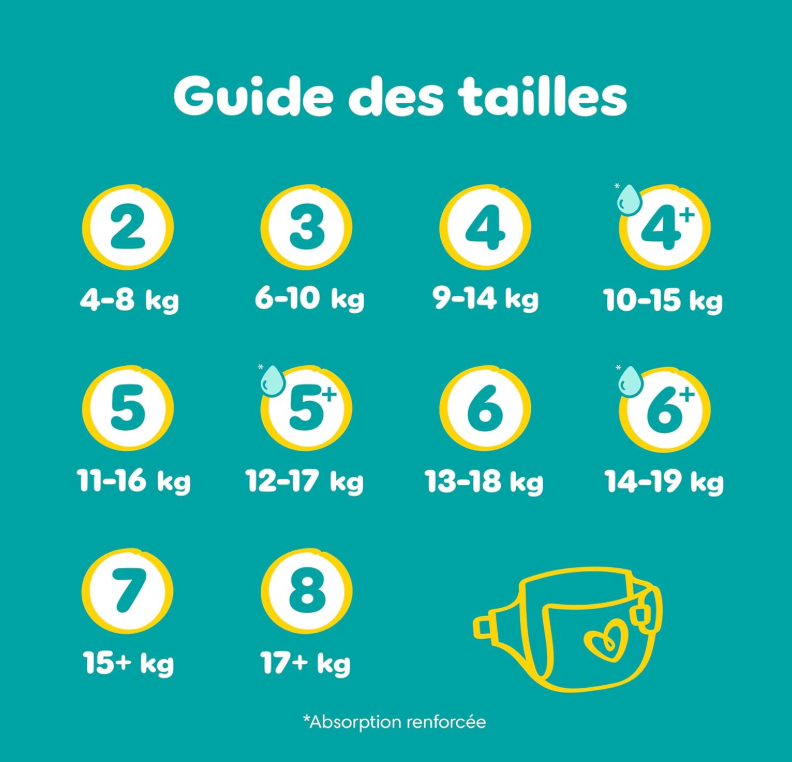 Guide des tailles
2 3 4 *4+
4-8 kg 6-10 kg 9-14 kg 10-15 kg
5 *5+ 6 *6+
11-16 kg 12-17 kg 13-18 kg 14-19 kg
7 8
15+ kg 17+ kg
*Absorption renforcée